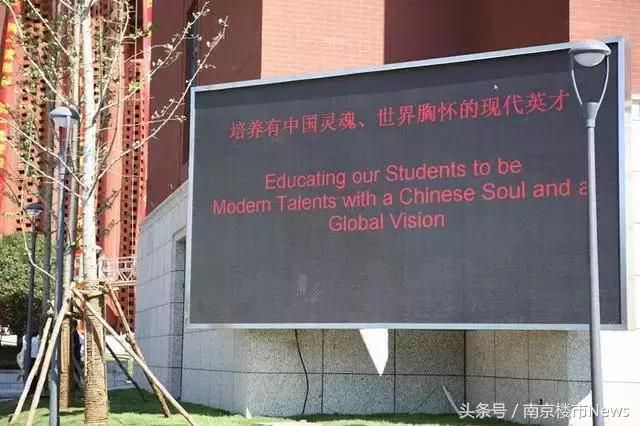 培养有中国灵魂、世界胸怀的现代英才
Educating our Students to be
Modern Talents with a Chinese Soul and a
Global Vision
头条号／南京楼市News